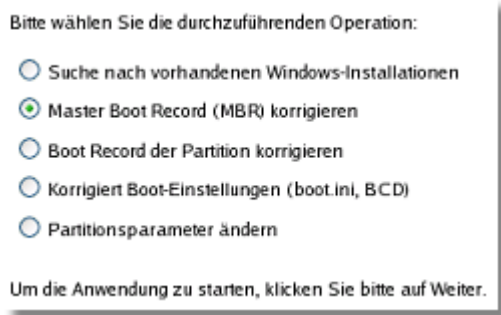 Bitte wählen Sie die durchzuführenden Operation:
Suche nach vorhandenen Windows-Installationen
Master Boot Record (MBR) korrigieren
Boot Record der Partition korrigieren
Korrigiert Boot-Einstellungen (boot.ini, BCD)
Partitionsparameter ändern
Um die Anwendung zu starten, klicken Sie bitte auf Weiter.